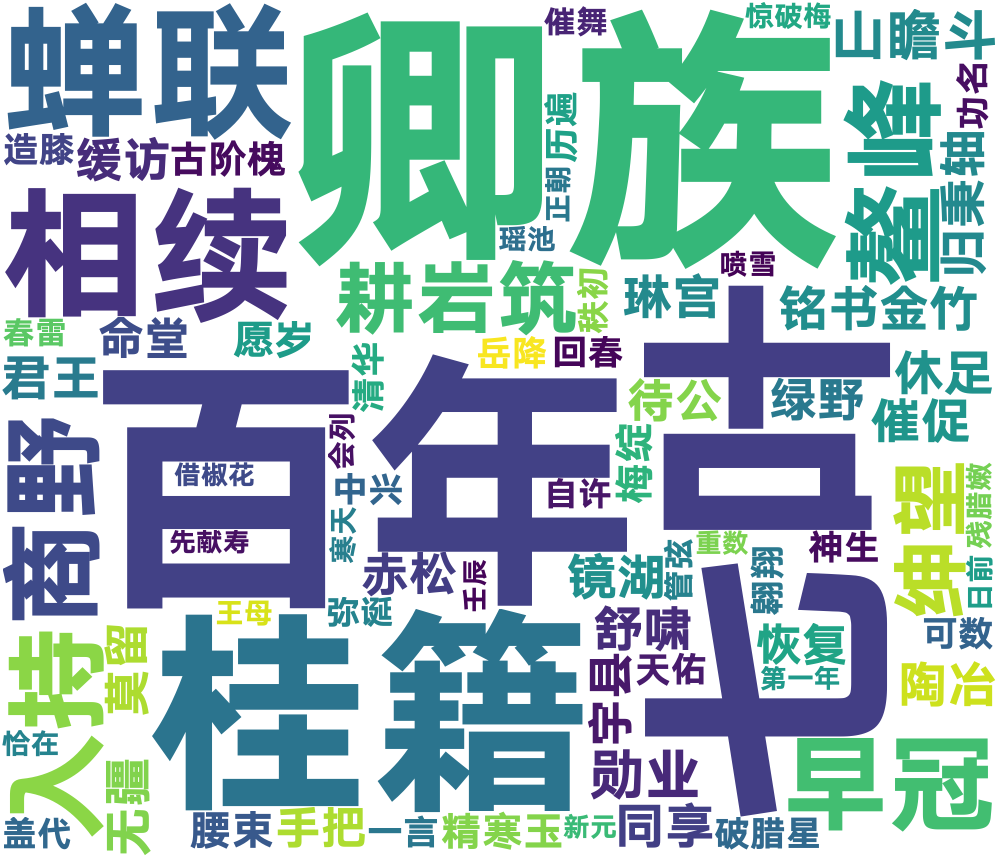 卿族
百年
七叶
桂籍
蝉联
相续
鳌峰
商野
早冠
人持
绅望
耕岩筑
催舞
惊破梅
山瞻斗
功名
归秉轴
造膝
缓访
古阶槐
历遍
正朝
瑶池
喷雪
琳宫
铭书金竹
秩初
春雷
命堂
愿岁
岳降
回春
君王
清华
待公
绿野
休足
催促
会列
借椒花
中兴
自许
梅绽
残腊嫩
先献寿
寒天
赤松
壬辰
镜湖
管弦
重数
神生
翱翔
日前
王母
弥诞
舒啸
恢复
可数
莫留
宇县
天佑
第一年
陶冶
恰在
无疆
勋业
盖代
腰束
手把
一言
精寒玉
新元
同享
破腊星